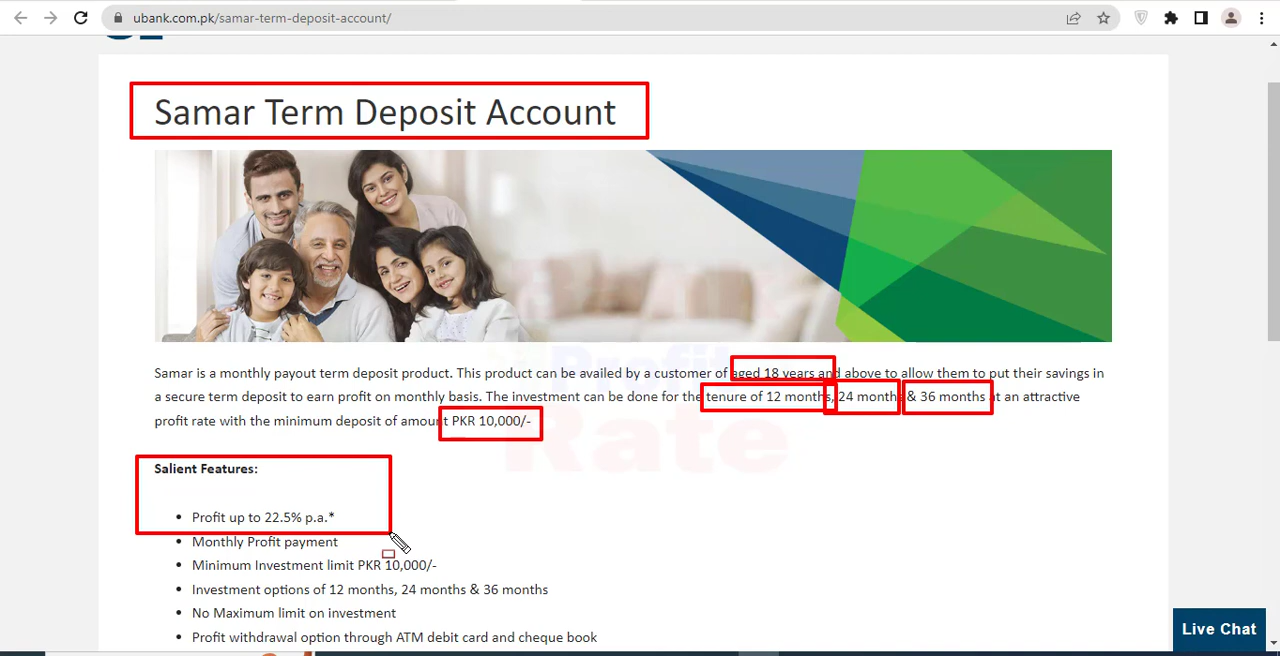 ubank.com.pk/samar-term-deposit-account/
Samar Term Deposit Account
Samar is a monthly payout term deposit product. This product can be availed by a customer of aged 18 years and above to allow them to put their savings in
a secure term deposit to earn profit on monthly basis. The investment can be done for the tenure of 12 months, 24 month & 36 months at an attractive
profit rate with the minimum deposit of amount PKR 10,000/-
Profit
Rate
Salient Features:
• Profit up to 22.5% p.a.*
• Monthly Profit payment
• Minimum Investment limit PKR 10,000/-
• Investment options of 12 months, 24 months & 36 months
• No Maximum limit on investment
• Profit withdrawal option through ATM debit card and cheque book
Live Chat